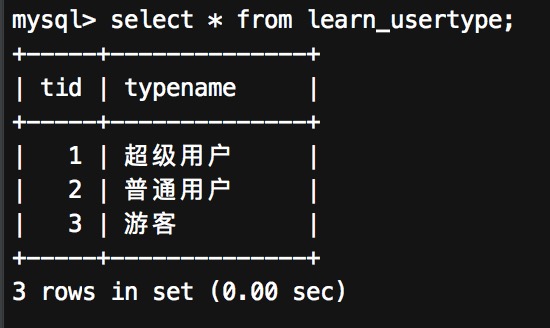 mysql> select * from learn_usertype;
+-----+--------------+
| tid | typename     |
+-----+--------------+
|   1 | 超级用户     |
|   2 | 普通用户     |
|   3 | 游客         |
+-----+--------------+
3 rows in set (0.00 sec)